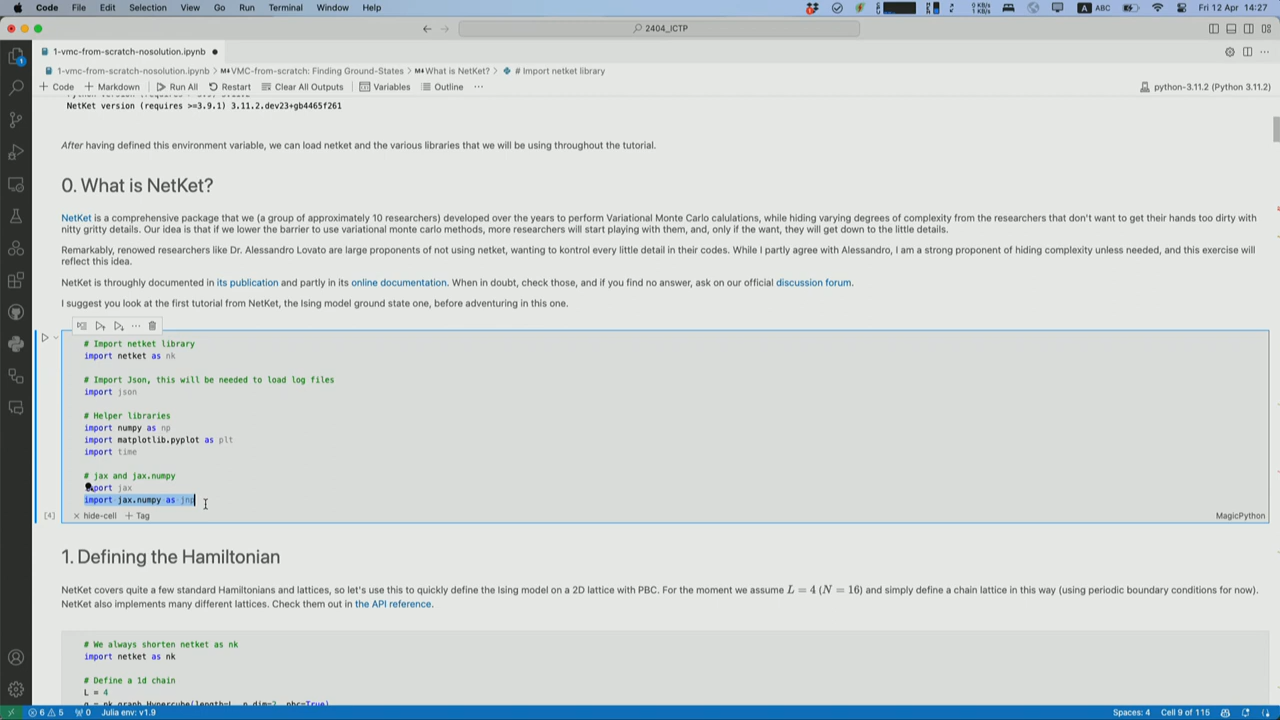 Code File Edit Selection View Go Run Terminal Window Help
0 KB/s
0 KB/s
A ABC
Fri 12 Apr 14:27
2404_ICTP
1-vmc-from-scratch-nosolution.ipynb
1-vmc-from-scratch-nosolution.ipynb > M↓VMC-from-scratch: Finding Ground-States > M↓What is NetKet? > # Import netket library
+ Code + Markdown Run All Restart Clear All Outputs Variables Outline ··· python-3.11.2 (Python 3.11.2)
NetKet version (requires >=3.9.1) 3.11.2.dev23+gb4465f261
After having defined this environment variable, we can load netket and the various libraries that we will be using throughout the tutorial.
0. What is NetKet?
NetKet is a comprehensive package that we (a group of approximately 10 researchers) developed over the years to perform Variational Monte Carlo calulations, while hiding varying degrees of complexity from the researchers that don't want to get their hands too dirty with
nitty gritty details. Our idea is that if we lower the barrier to use variational monte carlo methods, more researchers will start playing with them, and, only if the want, they will get down to the little details.
Remarkably, renowed researchers like Dr. Alessandro Lovato are large proponents of not using netket, wanting to kontrol every little detail in their codes. While I partly agree with Alessandro, I am a strong proponent of hiding complexity unless needed, and this exercise will
reflect this idea.
NetKet is throughly documented in its publication and partly in its online documentation. When in doubt, check those, and if you find no answer, ask on our official discussion forum.
I suggest you look at the first tutorial from NetKet, the Ising model ground state one, before adventuring in this one.
# Import netket library
import netket as nk
# Import Json, this will be needed to load log files
import json
# Helper libraries
import numpy as np
import matplotlib.pyplot as plt
import time
# jax and jax.numpy
import jax
import jax.numpy as jnp
[4] × hide-cell + Tag MagicPython
1. Defining the Hamiltonian
NetKet covers quite a few standard Hamiltonians and lattices, so let's use this to quickly define the Ising model on a 2D lattice with PBC. For the moment we assume L = 4 (N = 16) and simply define a chain lattice in this way (using periodic boundary conditions for now).
NetKet also implements many different lattices. Check them out in the API reference.
# We always shorten netket as nk
import netket as nk
# Define a 1d chain
L = 4
g = nk.graph.Hypercube(length=L, n_dim=2, pbc=True)
6 5 0 Julia env: v1.9 Spaces: 4 Cell 9 of 115